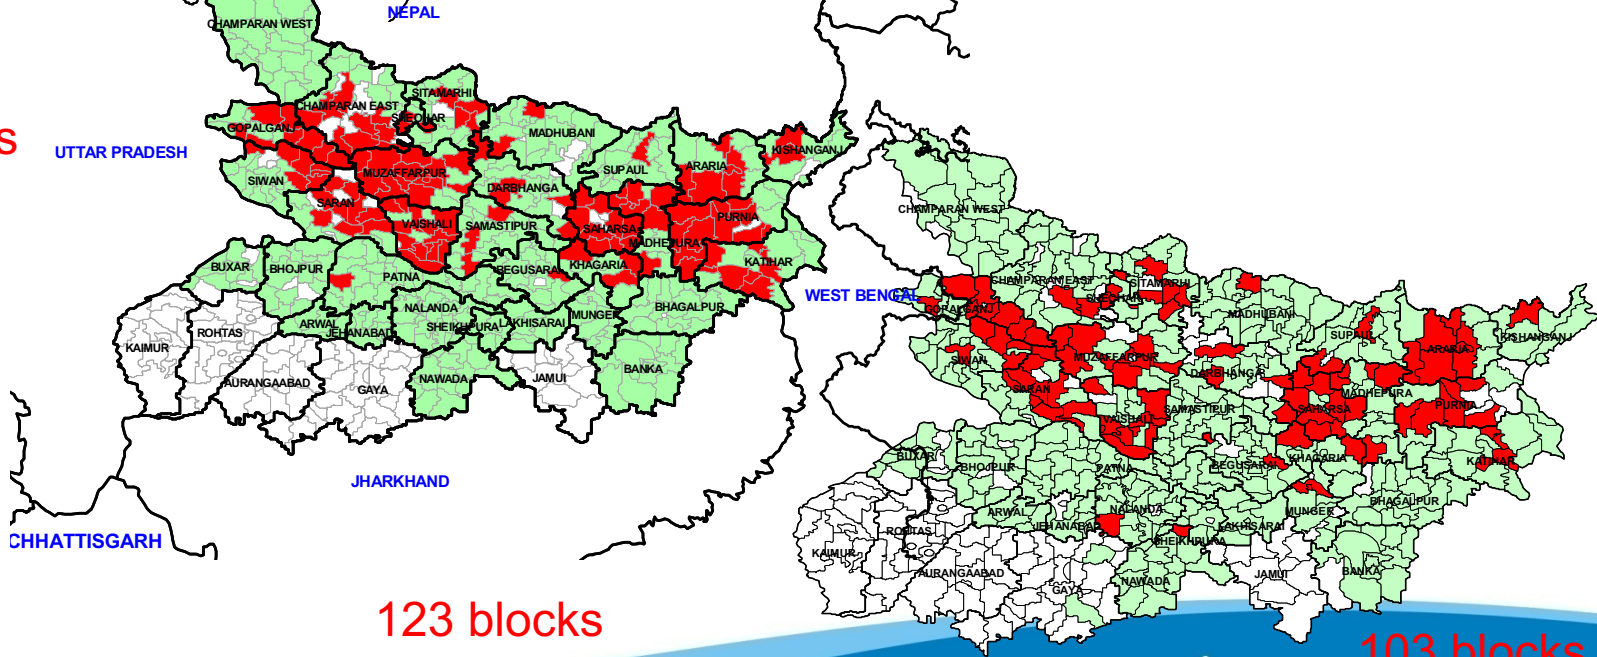 NEPAL
CHAMPARAN WEST
SITAMARHI
CHAMPARAN EAST
SHEOHAR
GOPALGANJ
MADHUBANI
s
UTTAR PRADESH
KISHANGANJ
ARARIA
SUPAUL
MUZAFFARPUR
SIWAN
DARBHANGA
SARAN
PURNIA
VAISHALI
SAMASTIPUR
SAHARSA
MADHEPURA
KATIHAR
BUXAR
BHOJPUR
PATNA
BEGUSARAI
KHAGARIA
NALANDA
BHAGALPUR
MUNGER
ARWAL
JEHANABAD
SHEIKHPURA
LAKHISARAI
ROHTAS
KAIMUR
AURANGAABAD
GAYA
NAWADA
JAMUI
BANKA
JHARKHAND
CHHATTISGARH
WEST BENGAL
123 blocks
CHAMPARAN WEST
CHAMPARAN EAST
SITAMARHI
SHEOHAR
GOPALGANJ
MADHUBANI
SUPAUL
KISHANGANJ
ARARIA
SIWAN
MUZAFFARPUR
DARBHANGA
SARAN
MADHEPURA
PURNIA
SAHARSA
SAMASTIPUR
VAISHALI
BUXAR
BHOJPUR
PATNA
BEGUSARAI
KHAGARIA
KATIHAR
BHAGALPUR
NALANDA
MUNGER
ARWAL
JEHANABAD
LAKHISARAI
SHEIKHPURA
ROHTAS
KAIMUR
AURANGAABAD
GAYA
NAWADA
JAMUI
BANKA
103 blocks